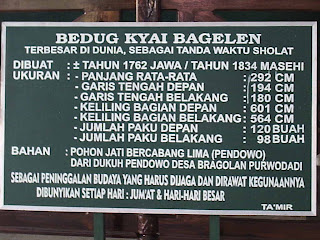 BEDUG KYAI BAGELEN
TERBESAR DI DUNIA, SEBAGAI TANDA WAKTU SHOLAT
DIBUAT : ± TAHUN 1762 JAWA / TAHUN 1834 MASEHI
UKURAN : - PANJANG RATA-RATA : 292 CM
- GARIS TENGAH DEPAN : 194 CM
- GARIS TENGAH BELAKANG : 180 CM
- KELILING BAGIAN DEPAN : 601 CM
- KELILING BAGIAN BELAKANG : 564 CM
- JUMLAH PAKU DEPAN : 120 BUAH
- JUMLAH PAKU BELAKANG : 98 BUAH
BAHAN : POHON JATI BERCABANG LIMA (PENDOWO)
DARI DUKUH PENDOWO DESA BRAGOLAN PURWODADI
SEBAGAI PENINGGALAN BUDAYA YANG HARUS DIJAGA DAN DIRAWAT KEGUNAANNYA
DIBUNYIKAN SETIAP HARI : JUM'AT & HARI-HARI BESAR
TA'MIR